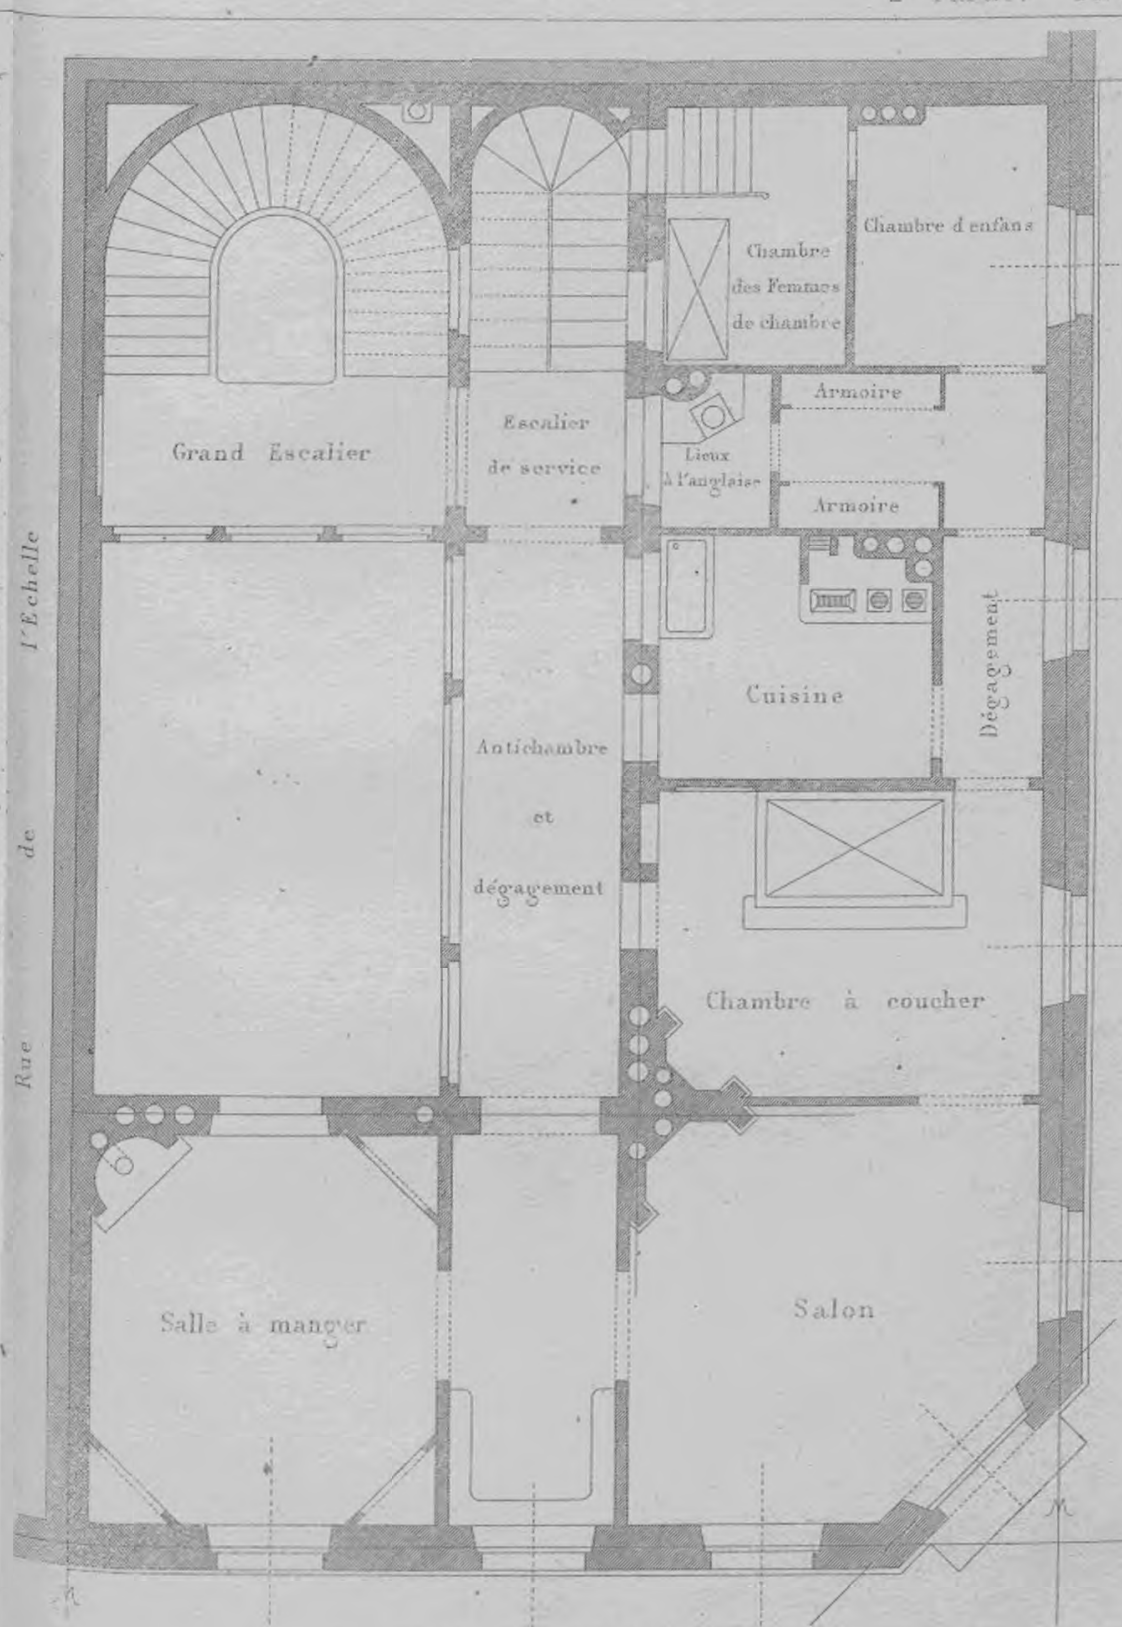 Chambre d'enfans
Chambre
des Femmes
de chambre
Armoire
Escalier
de service
Grand Escalier
Lieux
à l'anglaise
Armoire
Rue de l'Echelle
Dégagement
Cuisine
Antichambre
et
dégagement
Chambre à coucher
Salle à manger
Salon
M